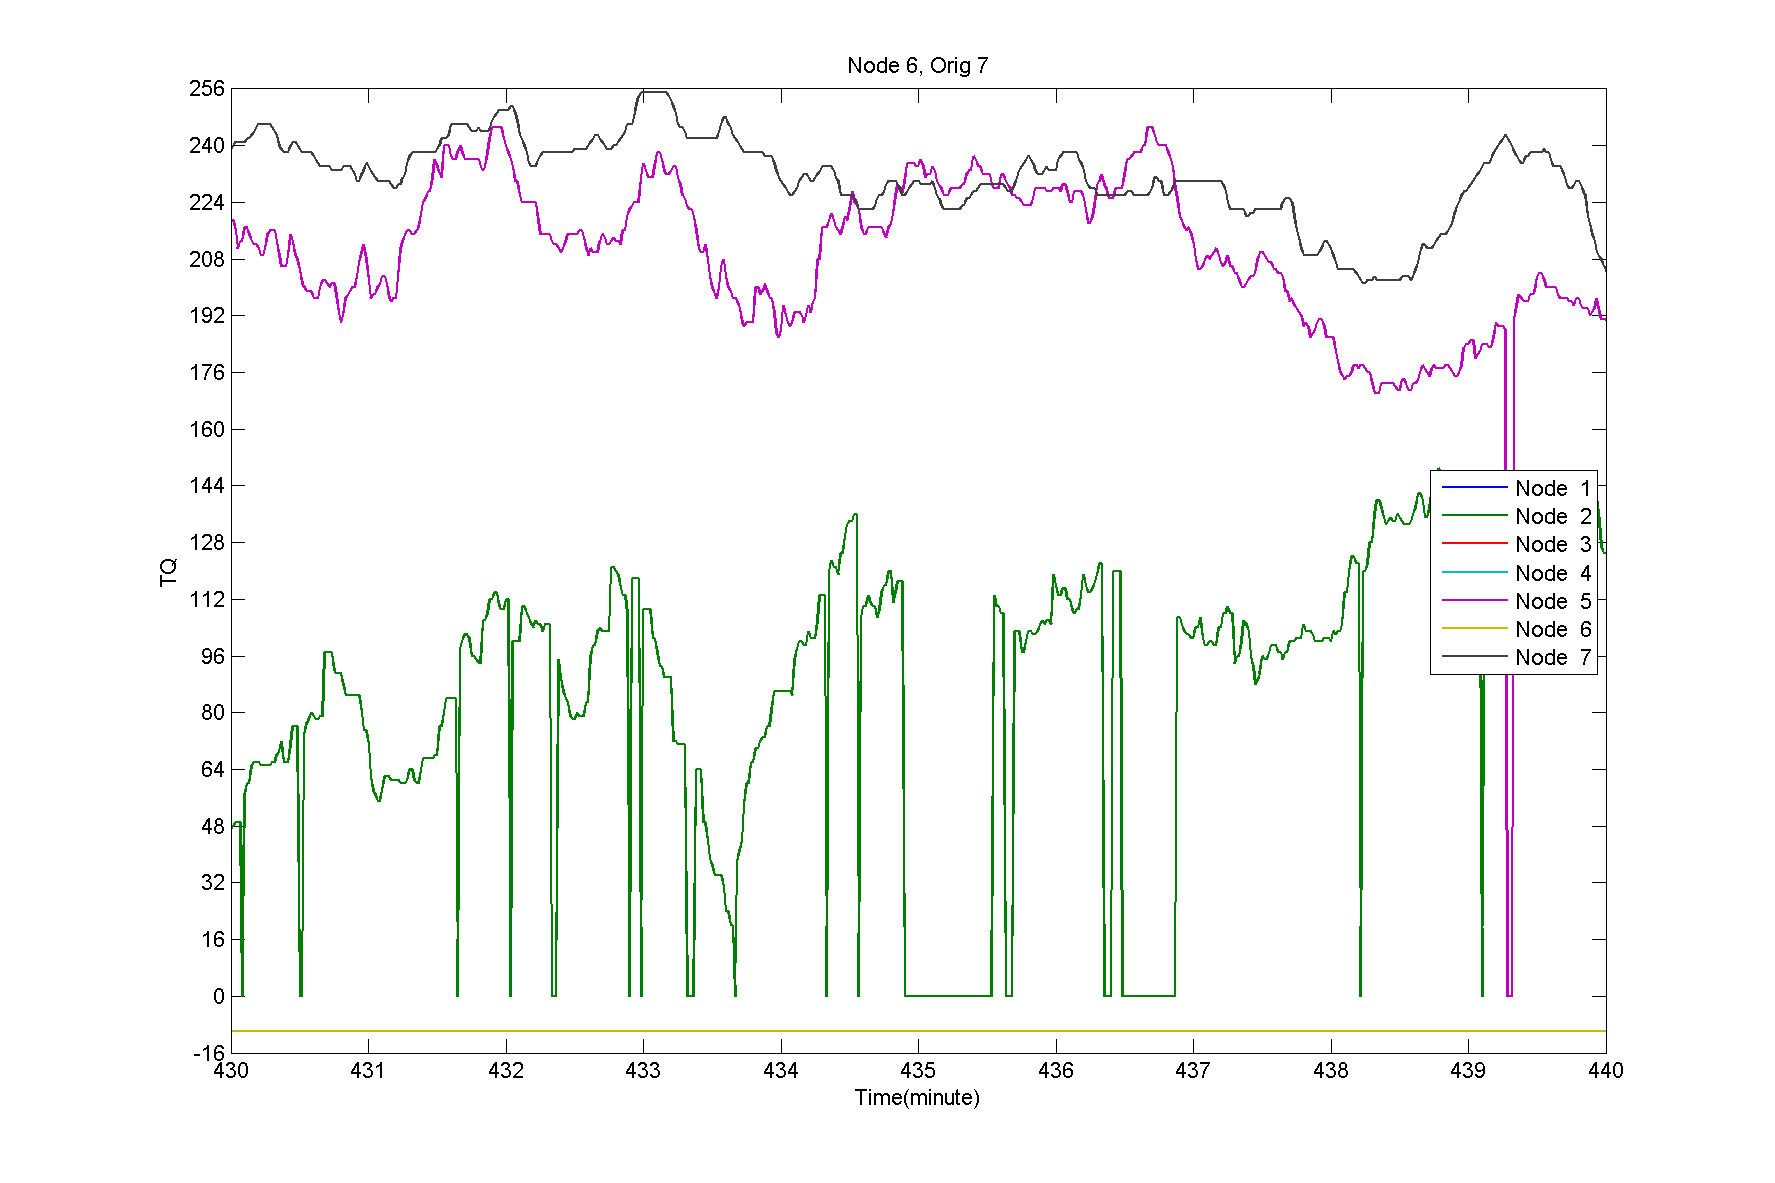 Node 6, Orig 7
256
240
224
208
192
176
160
144
128
112
96
80
64
48
32
16
0
-16
TQ
Node 1
Node 2
Node 3
Node 4
Node 5
Node 6
Node 7
430 431 432 433 434 435 436 437 438 439 440
Time(minute)